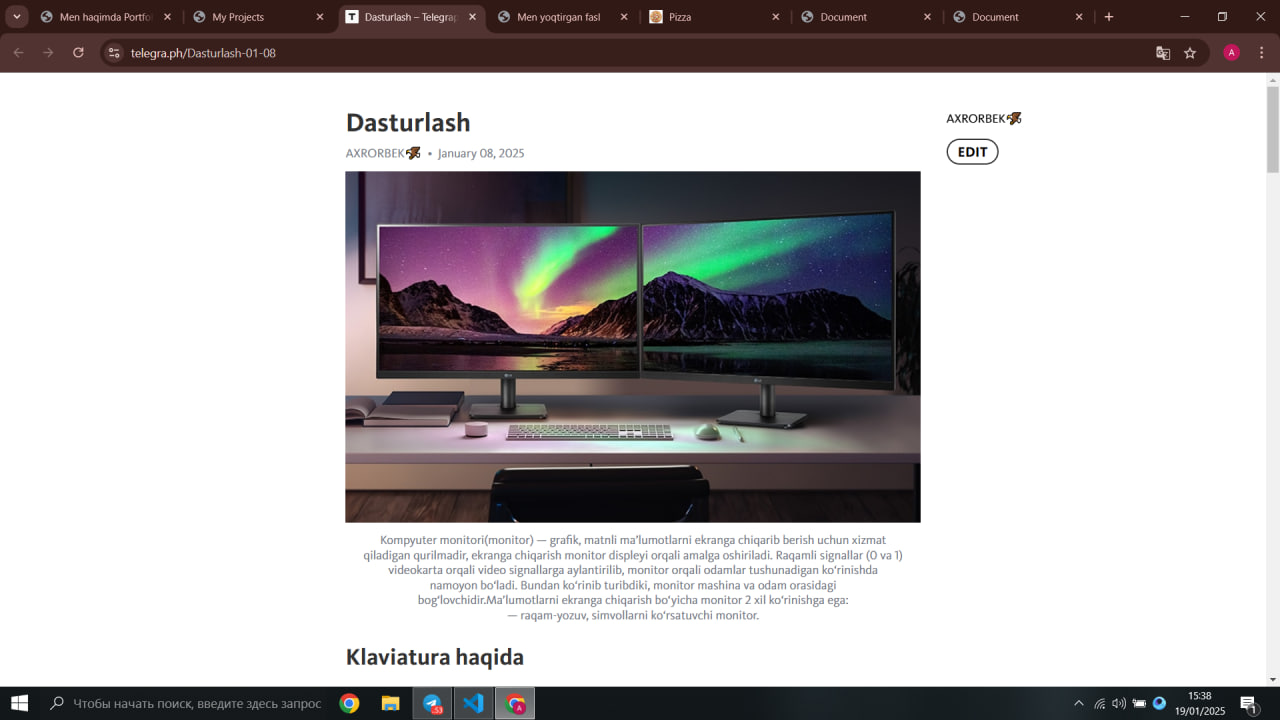 Men haqimda Portfol
My Projects
Dasturlash – Telegrap
Men yoqtirgan fasl
Pizza
Document
Document
telegra.ph/Dasturlash-01-08
A
Dasturlash
AXRORBEK • January 08, 2025
AXRORBEK
EDIT
LG
LG
Kompyuter monitori(monitor) — grafik, matnli maʼlumotlarni ekranga chiqarib berish uchun xizmat
qiladigan qurilmadir, ekranga chiqarish monitor displeyi orqali amalga oshiriladi. Raqamli signallar (0 va 1)
videokarta orqali video signallarga aylantirilib, monitor orqali odamlar tushunadigan koʻrinishda
namoyon boʻladi. Bundan koʻrinib turibdiki, monitor mashina va odam orasidagi
bogʻlovchidir.Maʼlumotlarni ekranga chiqarish boʻyicha monitor 2 xil koʻrinishga ega:
— raqam-yozuv, simvollarni koʻrsatuvchi monitor.
Klaviatura haqida
Чтобы начать поиск, введите здесь запрос
53
A
15:38
19/01/2025
1